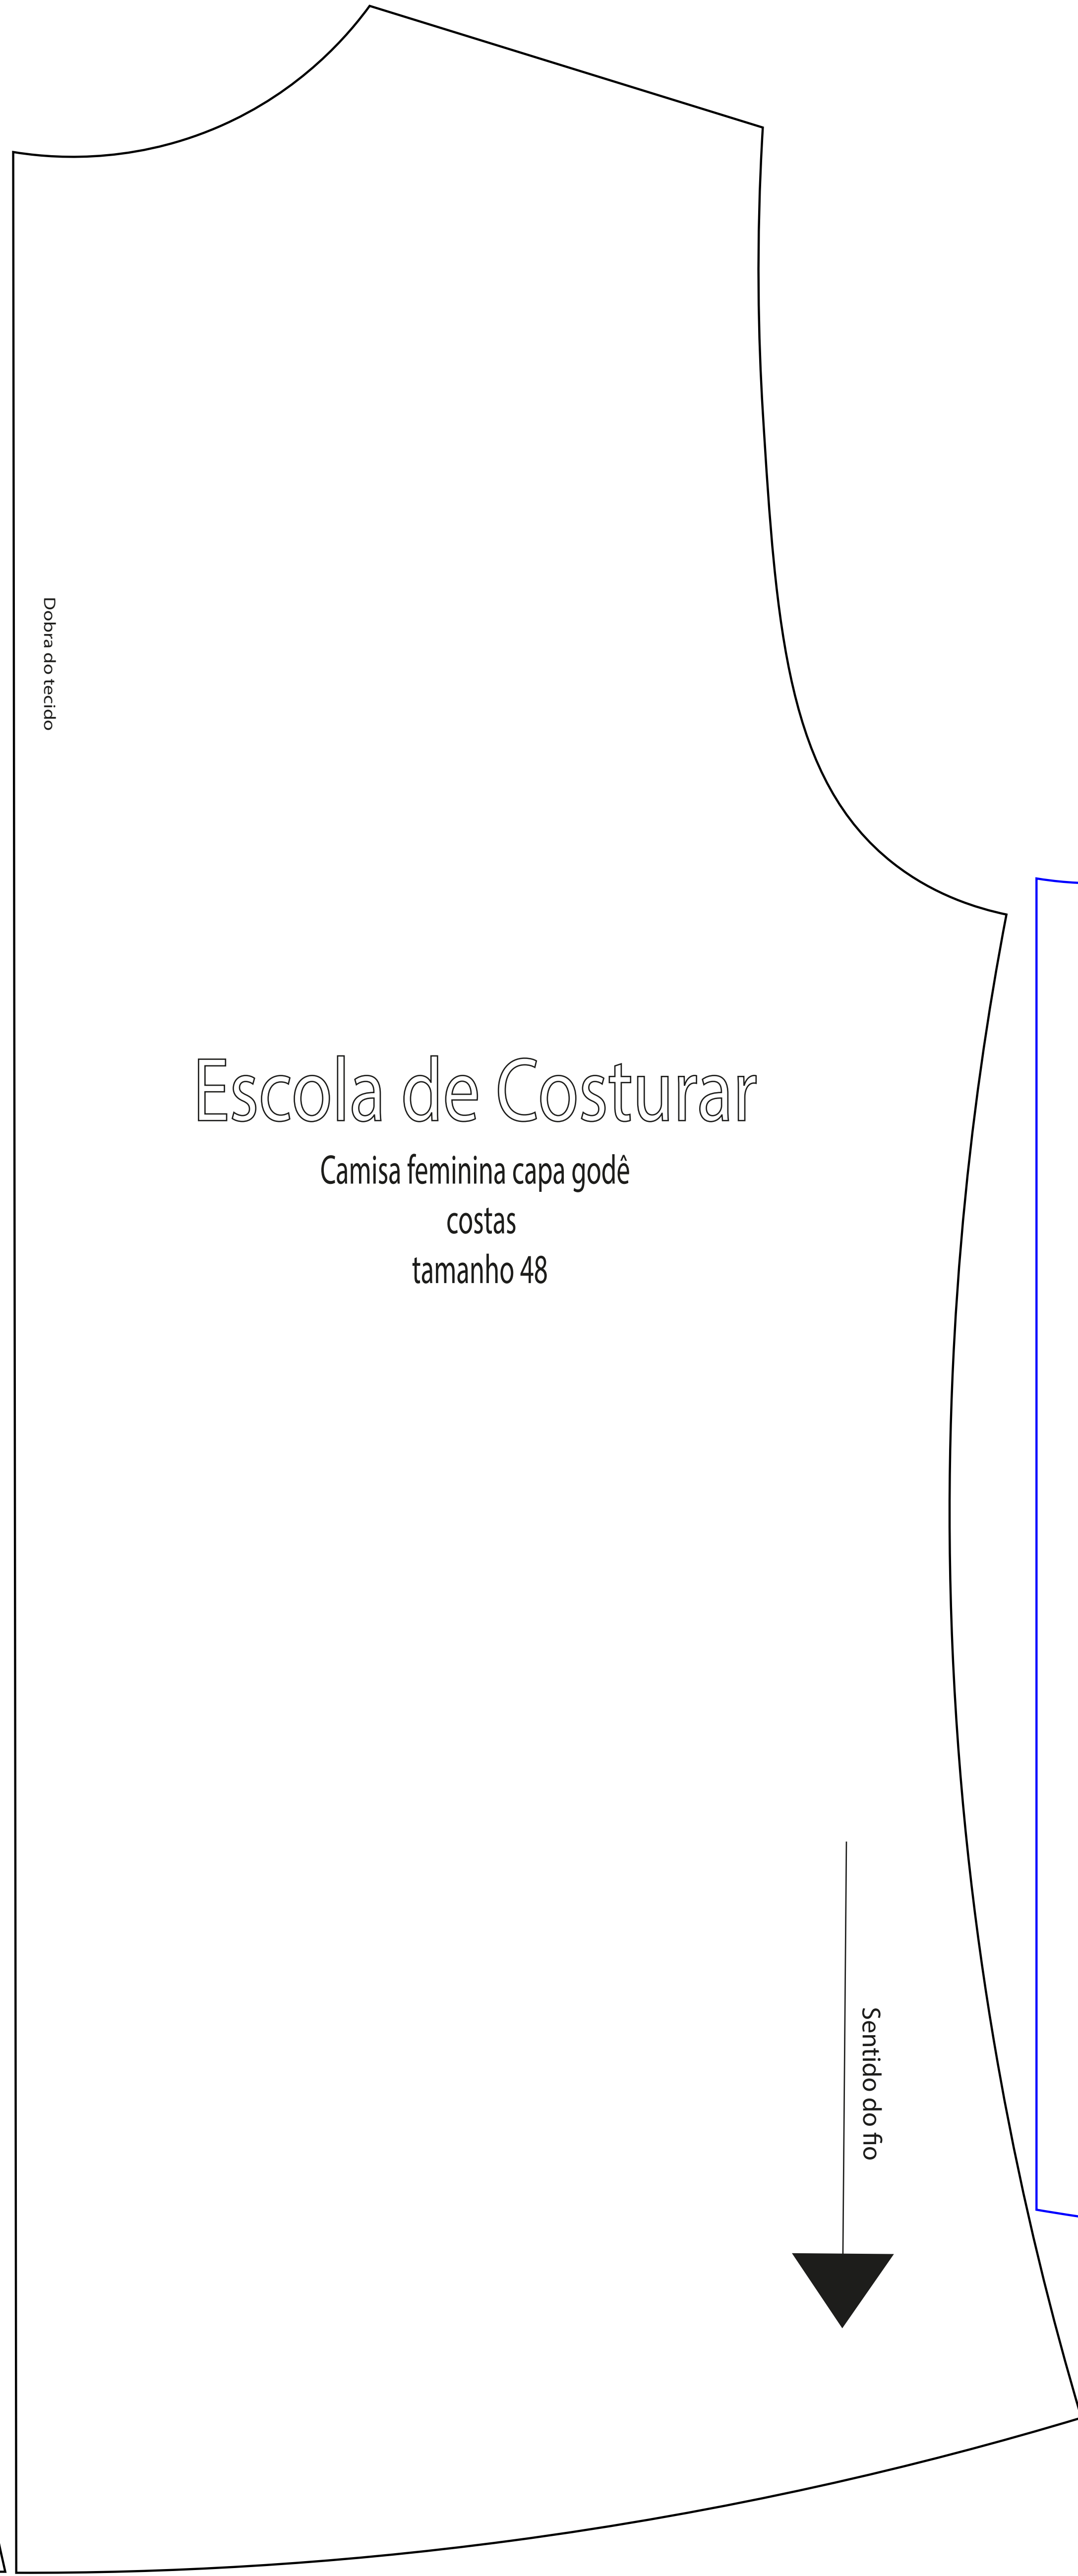 Dobra do tecido
Escola de Costurar
Camisa feminina capa godê
costas
tamanho 48
Sentido do fio